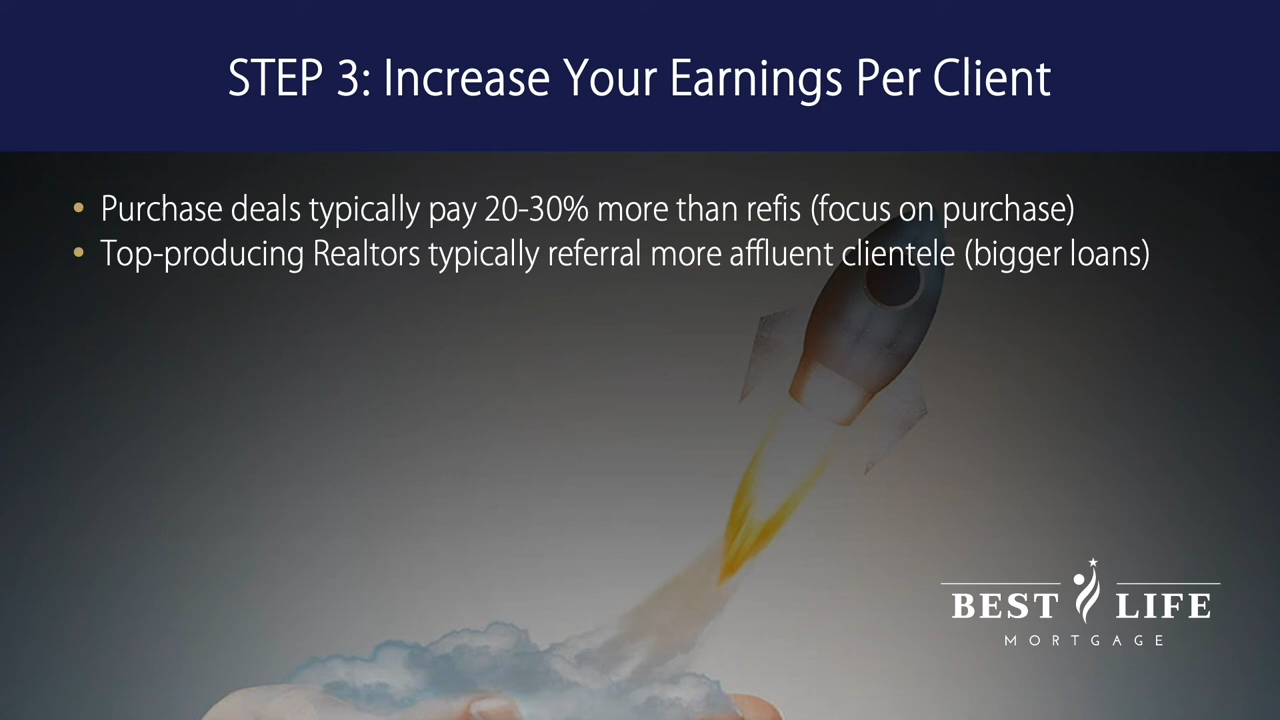 STEP 3: Increase Your Earnings Per Client
• Purchase deals typically pay 20-30% more than refis (focus on purchase)
• Top-producing Realtors typically referral more affluent clientele (bigger loans)
BEST LIFE
MORTGAGE